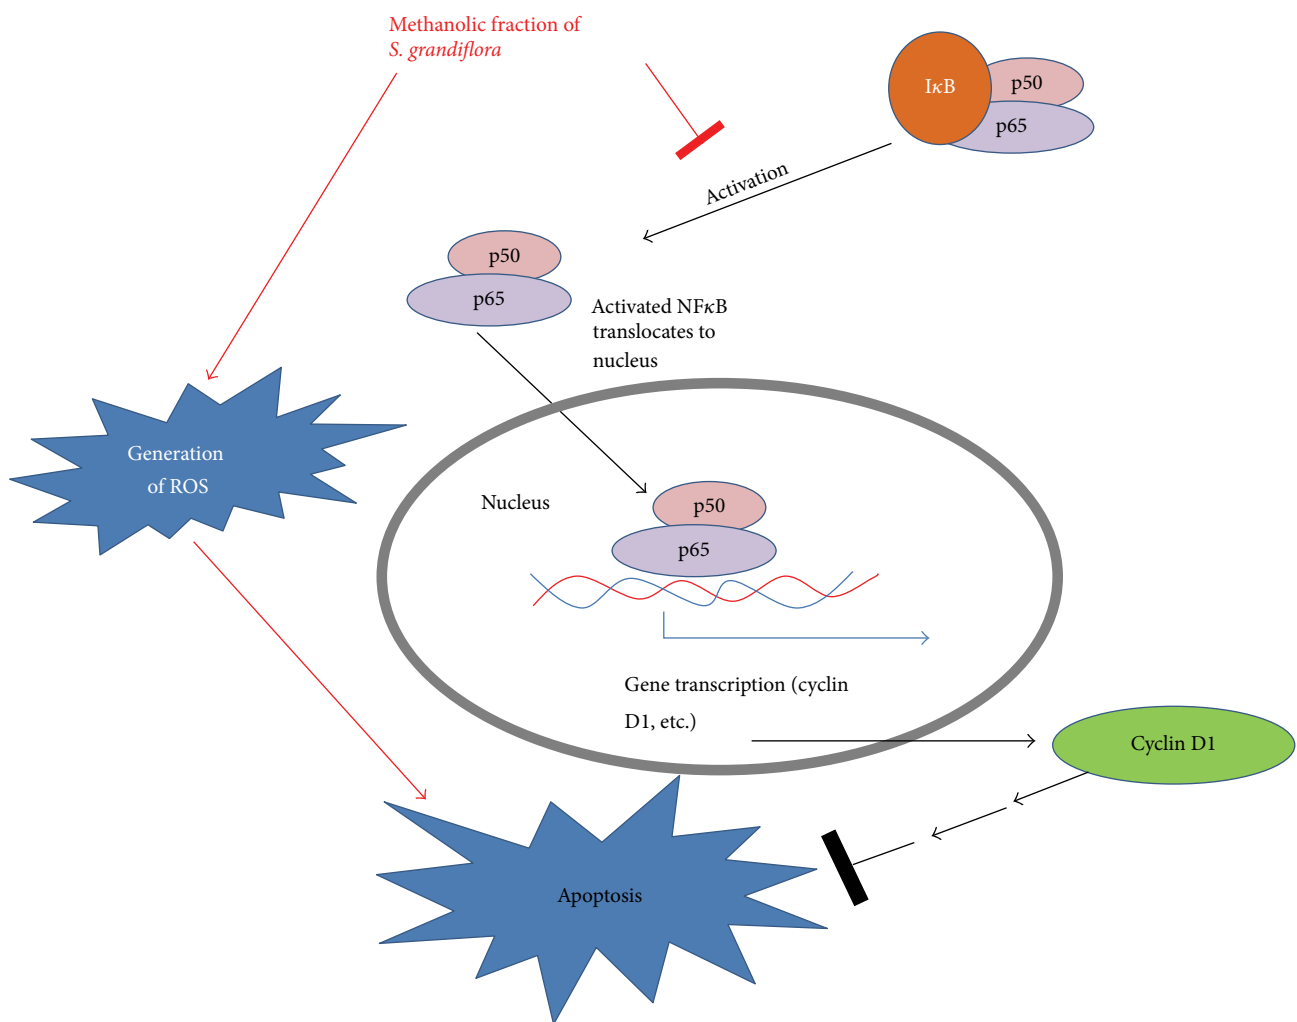 Methanolic fraction of
S. grandiflora
IκB
p50
p65
Activation
p50
p65
Activated NFκB
translocates to
nucleus
Generation
of ROS
Nucleus
p50
p65
Gene transcription (cyclin
D1, etc.)
Cyclin D1
Apoptosis